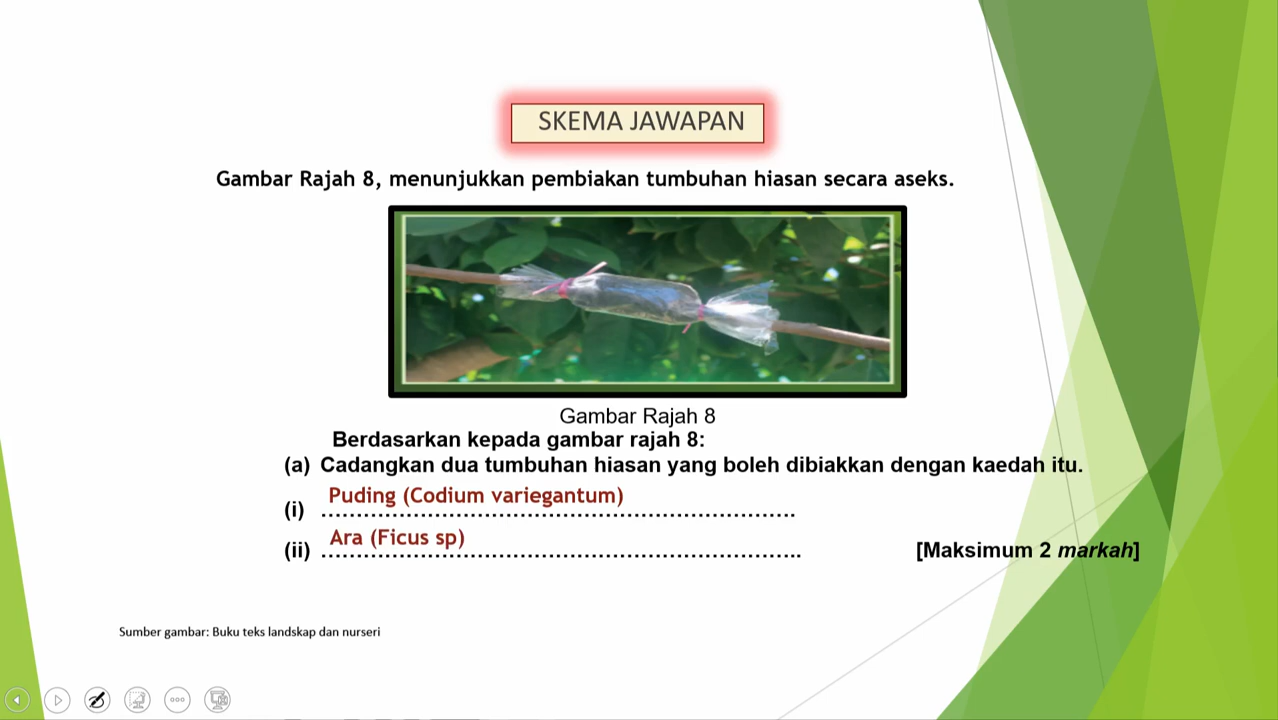 SKEMA JAWAPAN
Gambar Rajah 8, menunjukkan pembiakan tumbuhan hiasan secara aseks.
Gambar Rajah 8
Berdasarkan kepada gambar rajah 8:
(a) Cadangkan dua tumbuhan hiasan yang boleh dibiakkan dengan kaedah itu.
(i) Puding (Codium variegantum)
(ii) Ara (Ficus sp) [Maksimum 2 markah]
Sumber gambar: Buku teks landskap dan nurseri